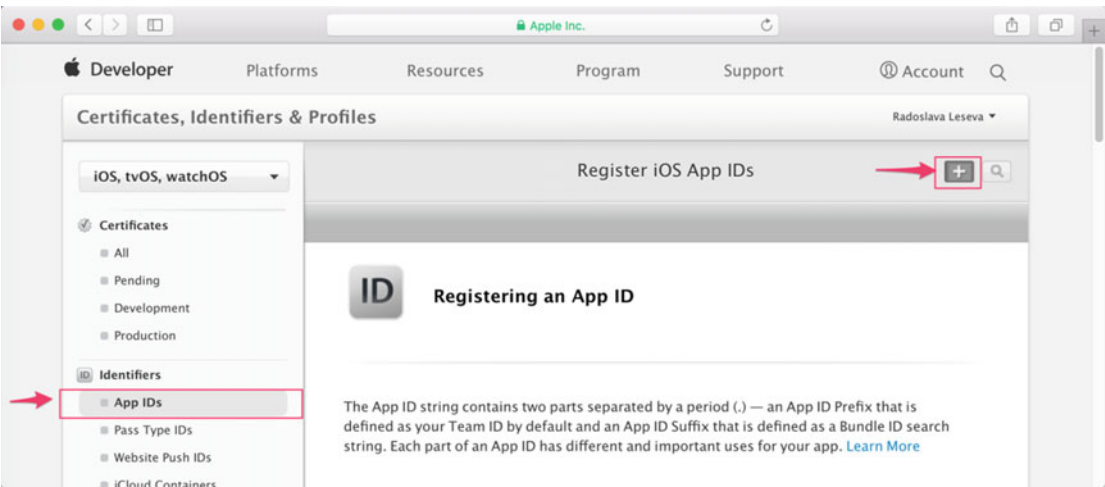 Apple Inc.
Developer Platforms Resources Program Support Account
Certificates, Identifiers & Profiles Radoslava Leseva
iOS, tvOS, watchOS
Register iOS App IDs
Certificates
All
Pending
Development
Production
ID Identifiers
App IDs
Pass Type IDs
Website Push IDs
iCloud Containers
ID Registering an App ID
The App ID string contains two parts separated by a period (.) — an App ID Prefix that is
defined as your Team ID by default and an App ID Suffix that is defined as a Bundle ID search
string. Each part of an App ID has different and important uses for your app. Learn More